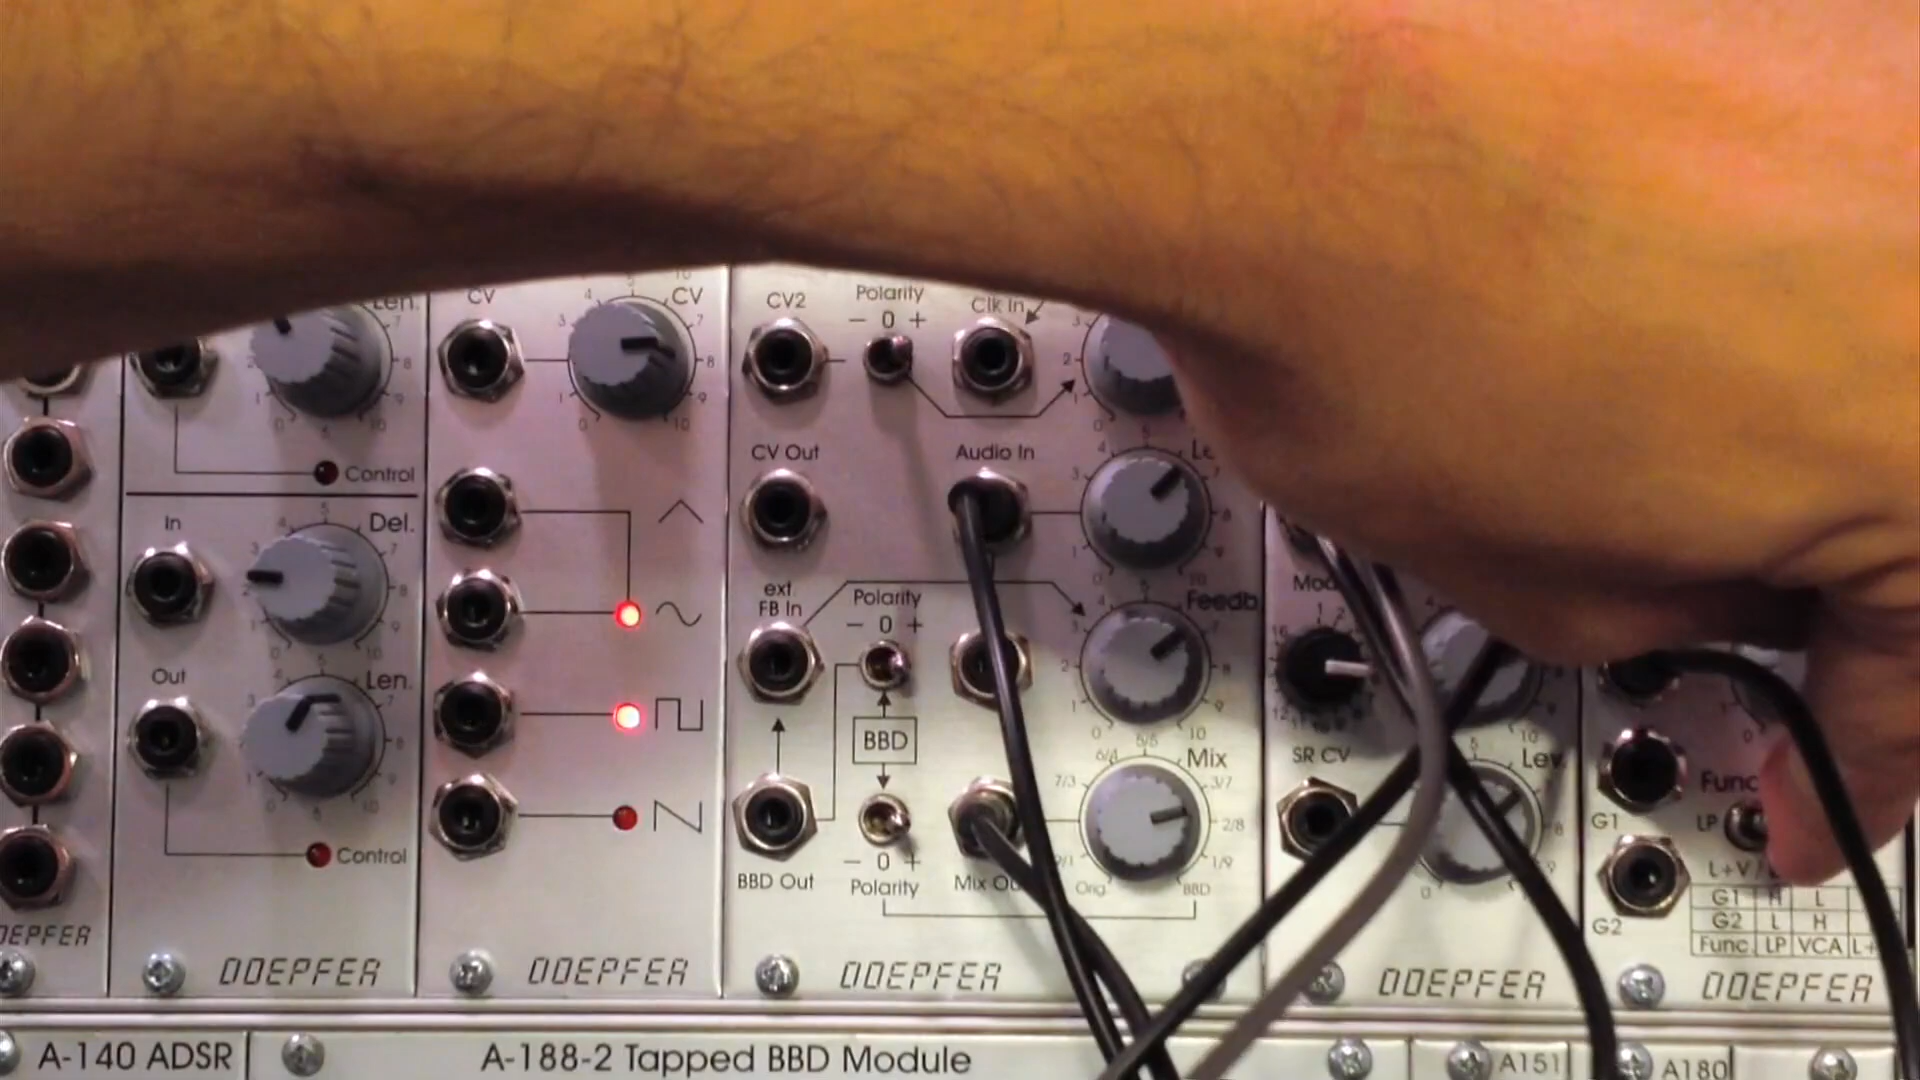 Len.
CV
CV
CV2
Polarity
− 0 +
Clk In
Control
CV Out
Audio In
In
Del.
ext.
FB In
Polarity
− 0 +
Feedb
Out
Len.
BBD
Mix
SR CV
Lev.
Func
G1
LP
Control
BBD Out
− 0 +
Polarity
Orig.
BBD
L+V
G1 H L
G2 L H
Func. LP VCA L+
G2
DOEPFER
DOEPFER
DOEPFER
DOEPFER
DOEPFER
A-140 ADSR
A-188-2 Tapped BBD Module
A151
A180